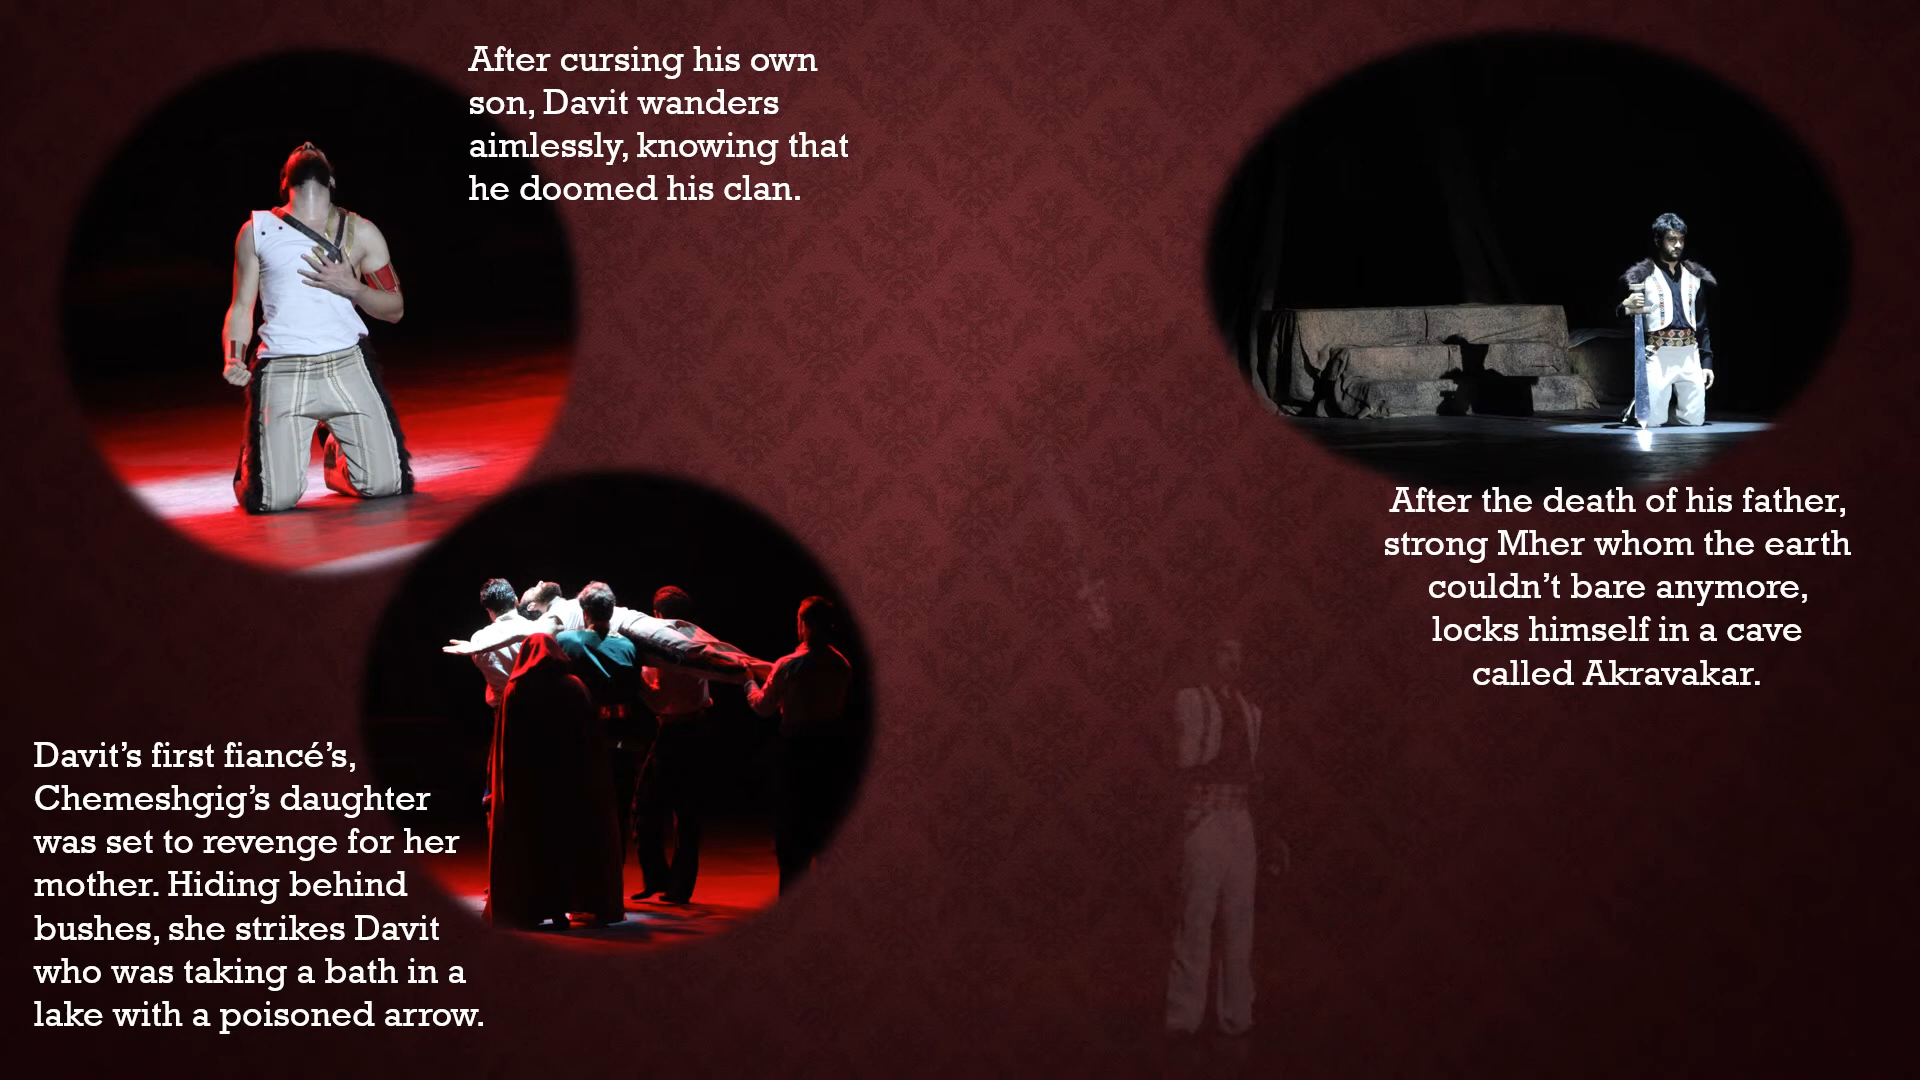 After cursing his own
son, Davit wanders
aimlessly, knowing that
he doomed his clan.
Davit’s first fiancé’s,
Chemeshgig’s daughter
was set to revenge for her
mother. Hiding behind
bushes, she strikes Davit
who was taking a bath in a
lake with a poisoned arrow.
After the death of his father,
strong Mher whom the earth
couldn’t bare anymore,
locks himself in a cave
called Akravakar.